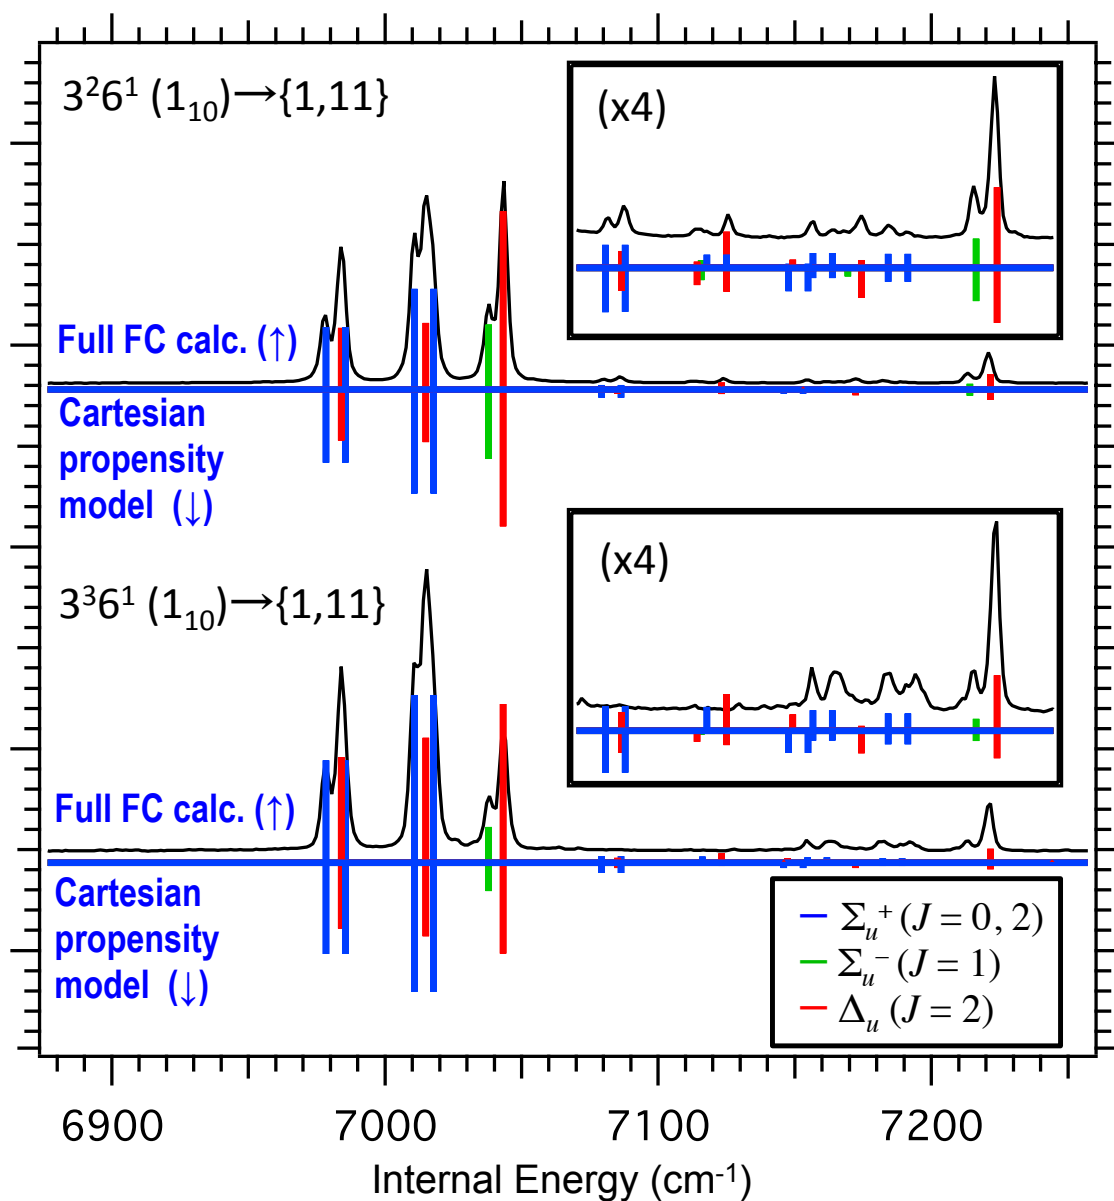 3²6¹ (1₁₀)→{1,11}
(x4)
Full FC calc. (↑)
Cartesian
propensity
model (↓)
3³6¹ (1₁₀)→{1,11}
(x4)
Full FC calc. (↑)
Cartesian
propensity
model (↓)
Σᵤ⁺ (J = 0, 2)
Σᵤ⁻ (J = 1)
Δᵤ (J = 2)
6900 7000 7100 7200
Internal Energy (cm⁻¹)